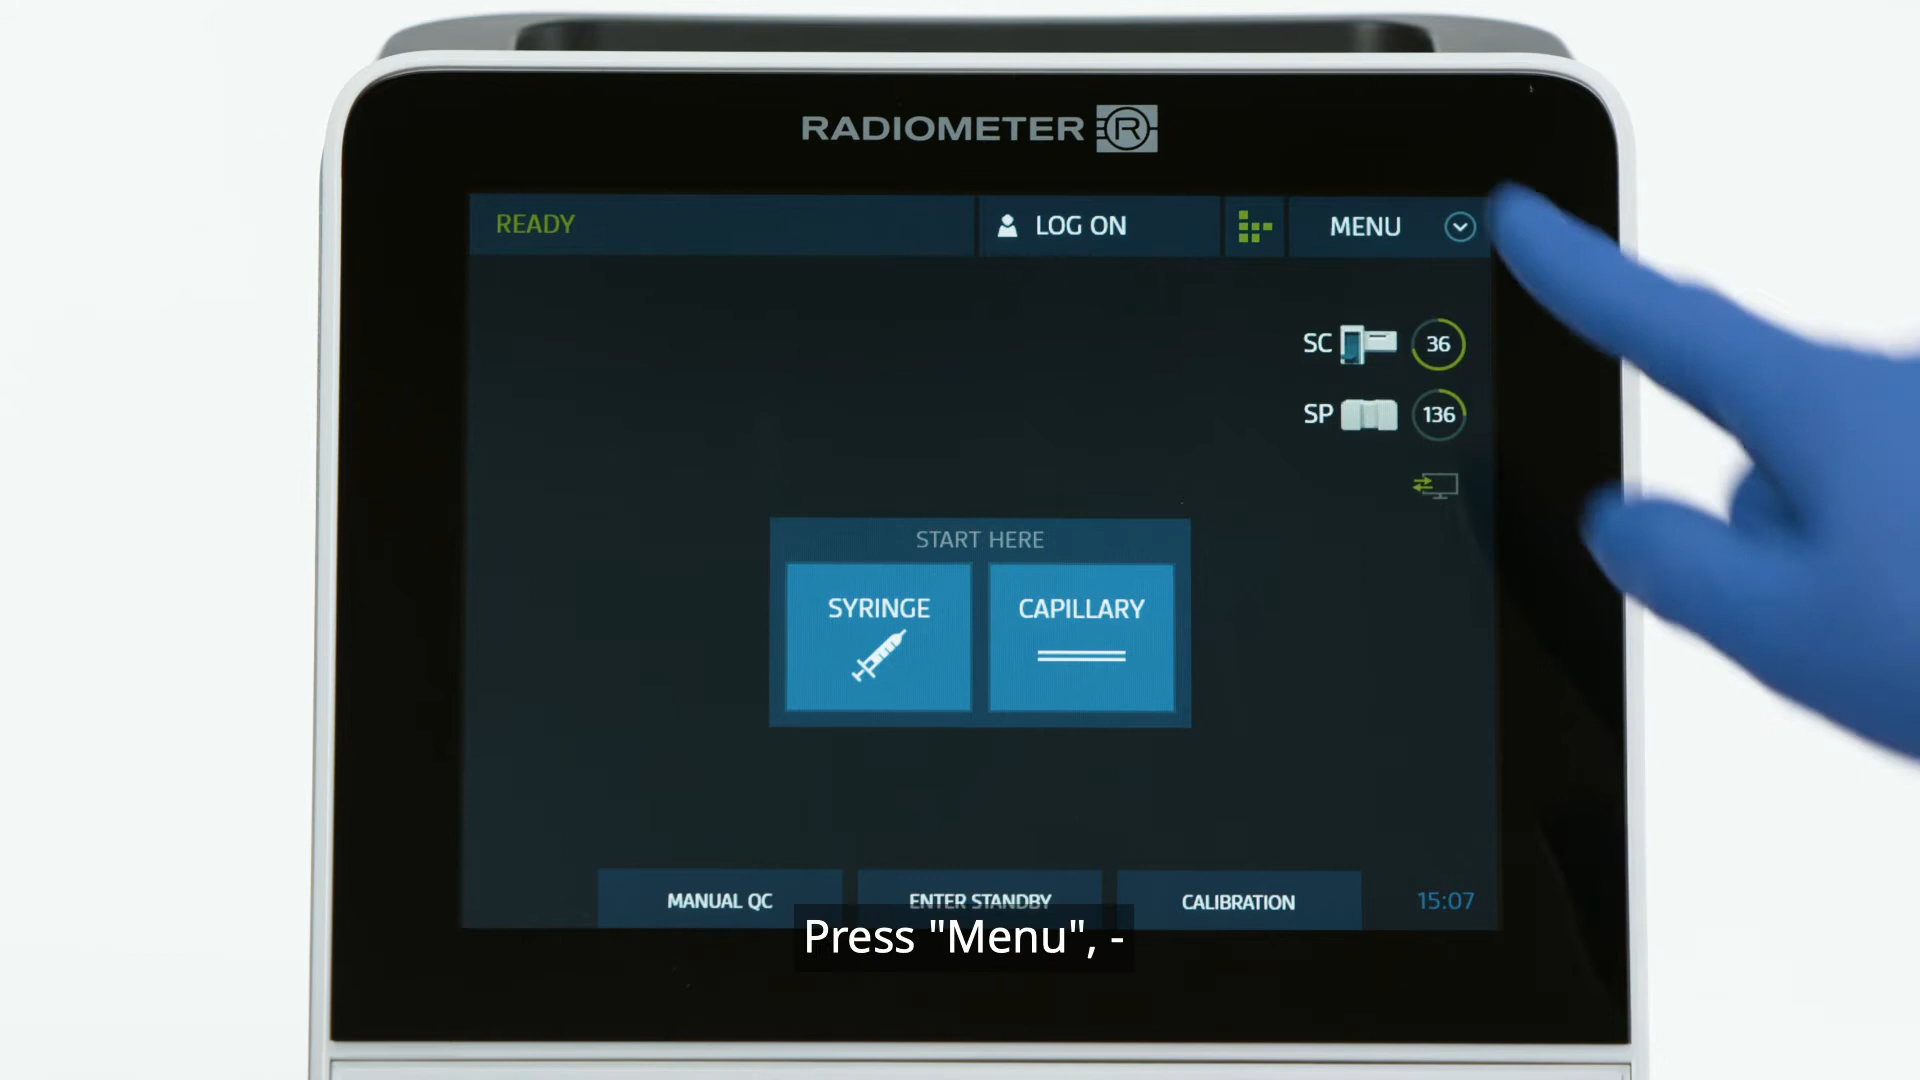 RADIOMETER R
READY
LOG ON
MENU
SC 36
SP 136
START HERE
SYRINGE
CAPILLARY
MANUAL QC
ENTER STANDBY
CALIBRATION
15:07
Press "Menu", -